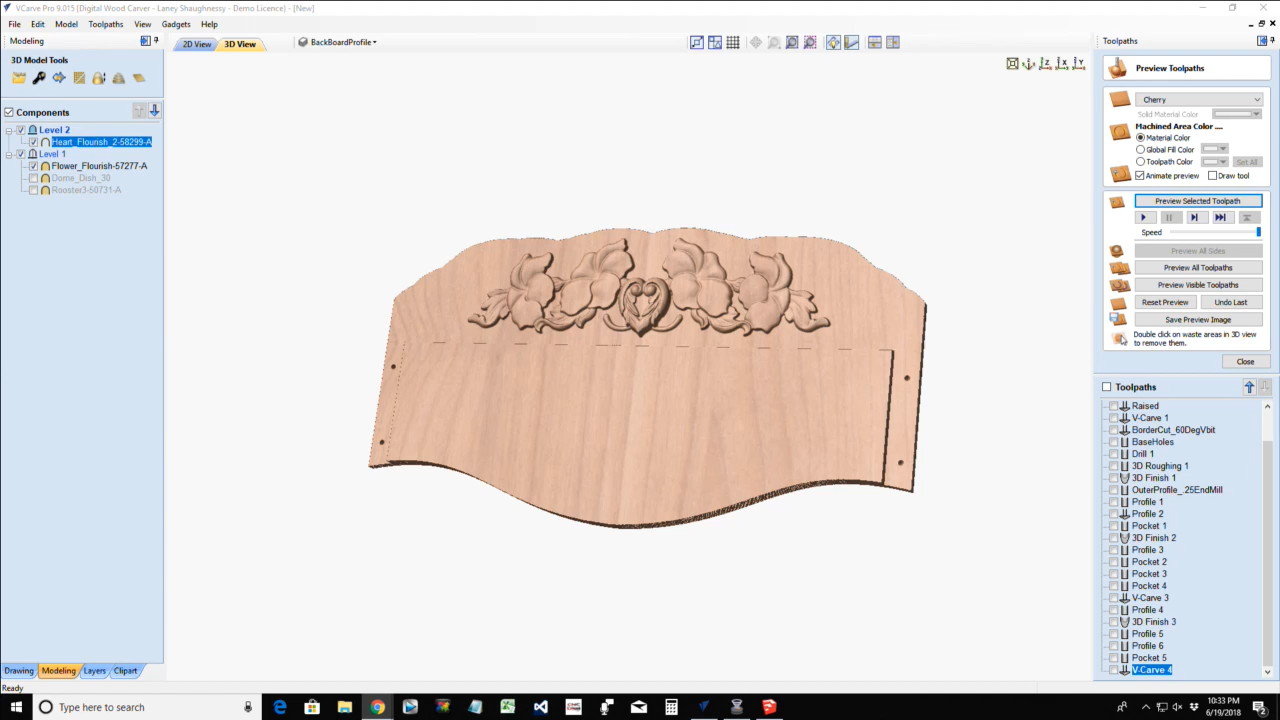 VCarve Pro 9.015 [Digital Wood Carver - Laney Shaughnessy - Demo Licence] - [New]
File Edit Model Toolpaths View Gadgets Help
Modeling
2D View 3D View BackBoardProfile
Toolpaths
3D Model Tools
Components
Level 2
Heart_Flourish_2-58299-A
Level 1
Flower_Flourish-57277-A
Dome_Dish_30
Rooster3-60731-A
Z X Y
Preview Toolpaths
Cherry
Solid Material Color
Machined Area Color ....
Material Color
Global Fill Color
Toolpath Color Set All
Animate preview Draw tool
Preview Selected Toolpath
Speed
Preview All Sides
Preview All Toolpaths
Preview Visible Toolpaths
Reset Preview Undo Last
Save Preview Image
Double click on waste areas in 3D view
to remove them.
Close
Toolpaths
Raised
V-Carve 1
BorderCut_60DegVbit
BaseHoles
Drill 1
3D Roughing 1
3D Finish 1
OuterProfile_.25EndMill
Profile 1
Profile 2
Pocket 1
3D Finish 2
Profile 3
Pocket 2
Pocket 3
Pocket 4
V-Carve 3
Profile 4
3D Finish 3
Profile 5
Profile 6
Pocket 5
V-Carve 4
Drawing Modeling Layers Clipart
Ready
Type here to search
10:33 PM
6/19/2018
2